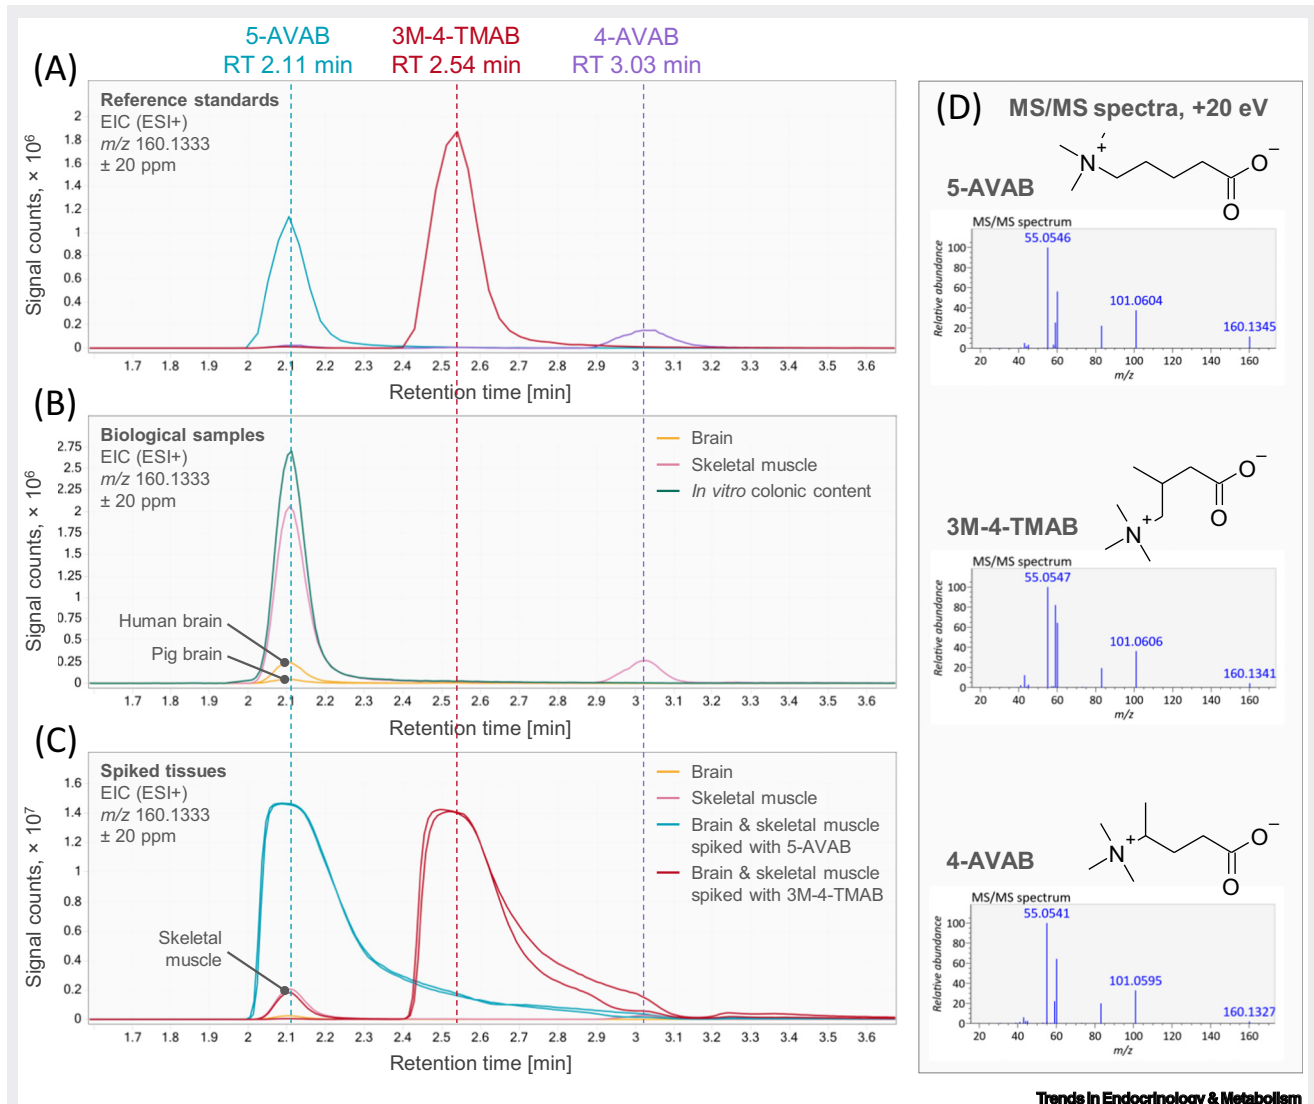 5-AVAB
RT 2.11 min
3M-4-TMAB
RT 2.54 min
4-AVAB
RT 3.03 min
(A)
Reference standards
EIC (ESI+)
m/z 160.1333
± 20 ppm
Signal counts, × 10⁶
2
1.8
1.6
1.4
1.2
1
0.8
0.6
0.4
0.2
0
1.7 1.8 1.9 2 2.1 2.2 2.3 2.4 2.5 2.6 2.7 2.8 2.9 3 3.1 3.2 3.3 3.4 3.5 3.6
Retention time [min]
(B)
Biological samples
EIC (ESI+)
m/z 160.1333
± 20 ppm
Brain
Skeletal muscle
In vitro colonic content
Human brain
Pig brain
Signal counts, × 10⁶
2.75
2.5
2.25
2
1.75
1.5
1.25
1
0.75
0.5
0.25
0
1.7 1.8 1.9 2 2.1 2.2 2.3 2.4 2.5 2.6 2.7 2.8 2.9 3 3.1 3.2 3.3 3.4 3.5 3.6
Retention time [min]
(C)
Spiked tissues
EIC (ESI+)
m/z 160.1333
± 20 ppm
Brain
Skeletal muscle
Brain & skeletal muscle
spiked with 5-AVAB
Brain & skeletal muscle
spiked with 3M-4-TMAB
Skeletal
muscle
Signal counts, × 10⁷
1.6
1.4
1.2
1
0.8
0.6
0.4
0.2
0
1.7 1.8 1.9 2 2.1 2.2 2.3 2.4 2.5 2.6 2.7 2.8 2.9 3 3.1 3.2 3.3 3.4 3.5 3.6
Retention time [min]
(D)
MS/MS spectra, +20 eV
5-AVAB
N+
O−
O
MS/MS spectrum
Relative abundance
100
80
60
40
20
0
55.0546
101.0604
160.1345
20 40 60 80 100 120 140 160
m/z
3M-4-TMAB
N+
O−
O
MS/MS spectrum
Relative abundance
100
80
60
40
20
0
55.0547
101.0606
160.1341
20 40 60 80 100 120 140 160
m/z
4-AVAB
N+
O−
O
MS/MS spectrum
Relative abundance
100
80
60
40
20
0
55.0541
101.0595
160.1327
20 40 60 80 100 120 140 160
m/z
Trends in Endocrinology & Metabolism